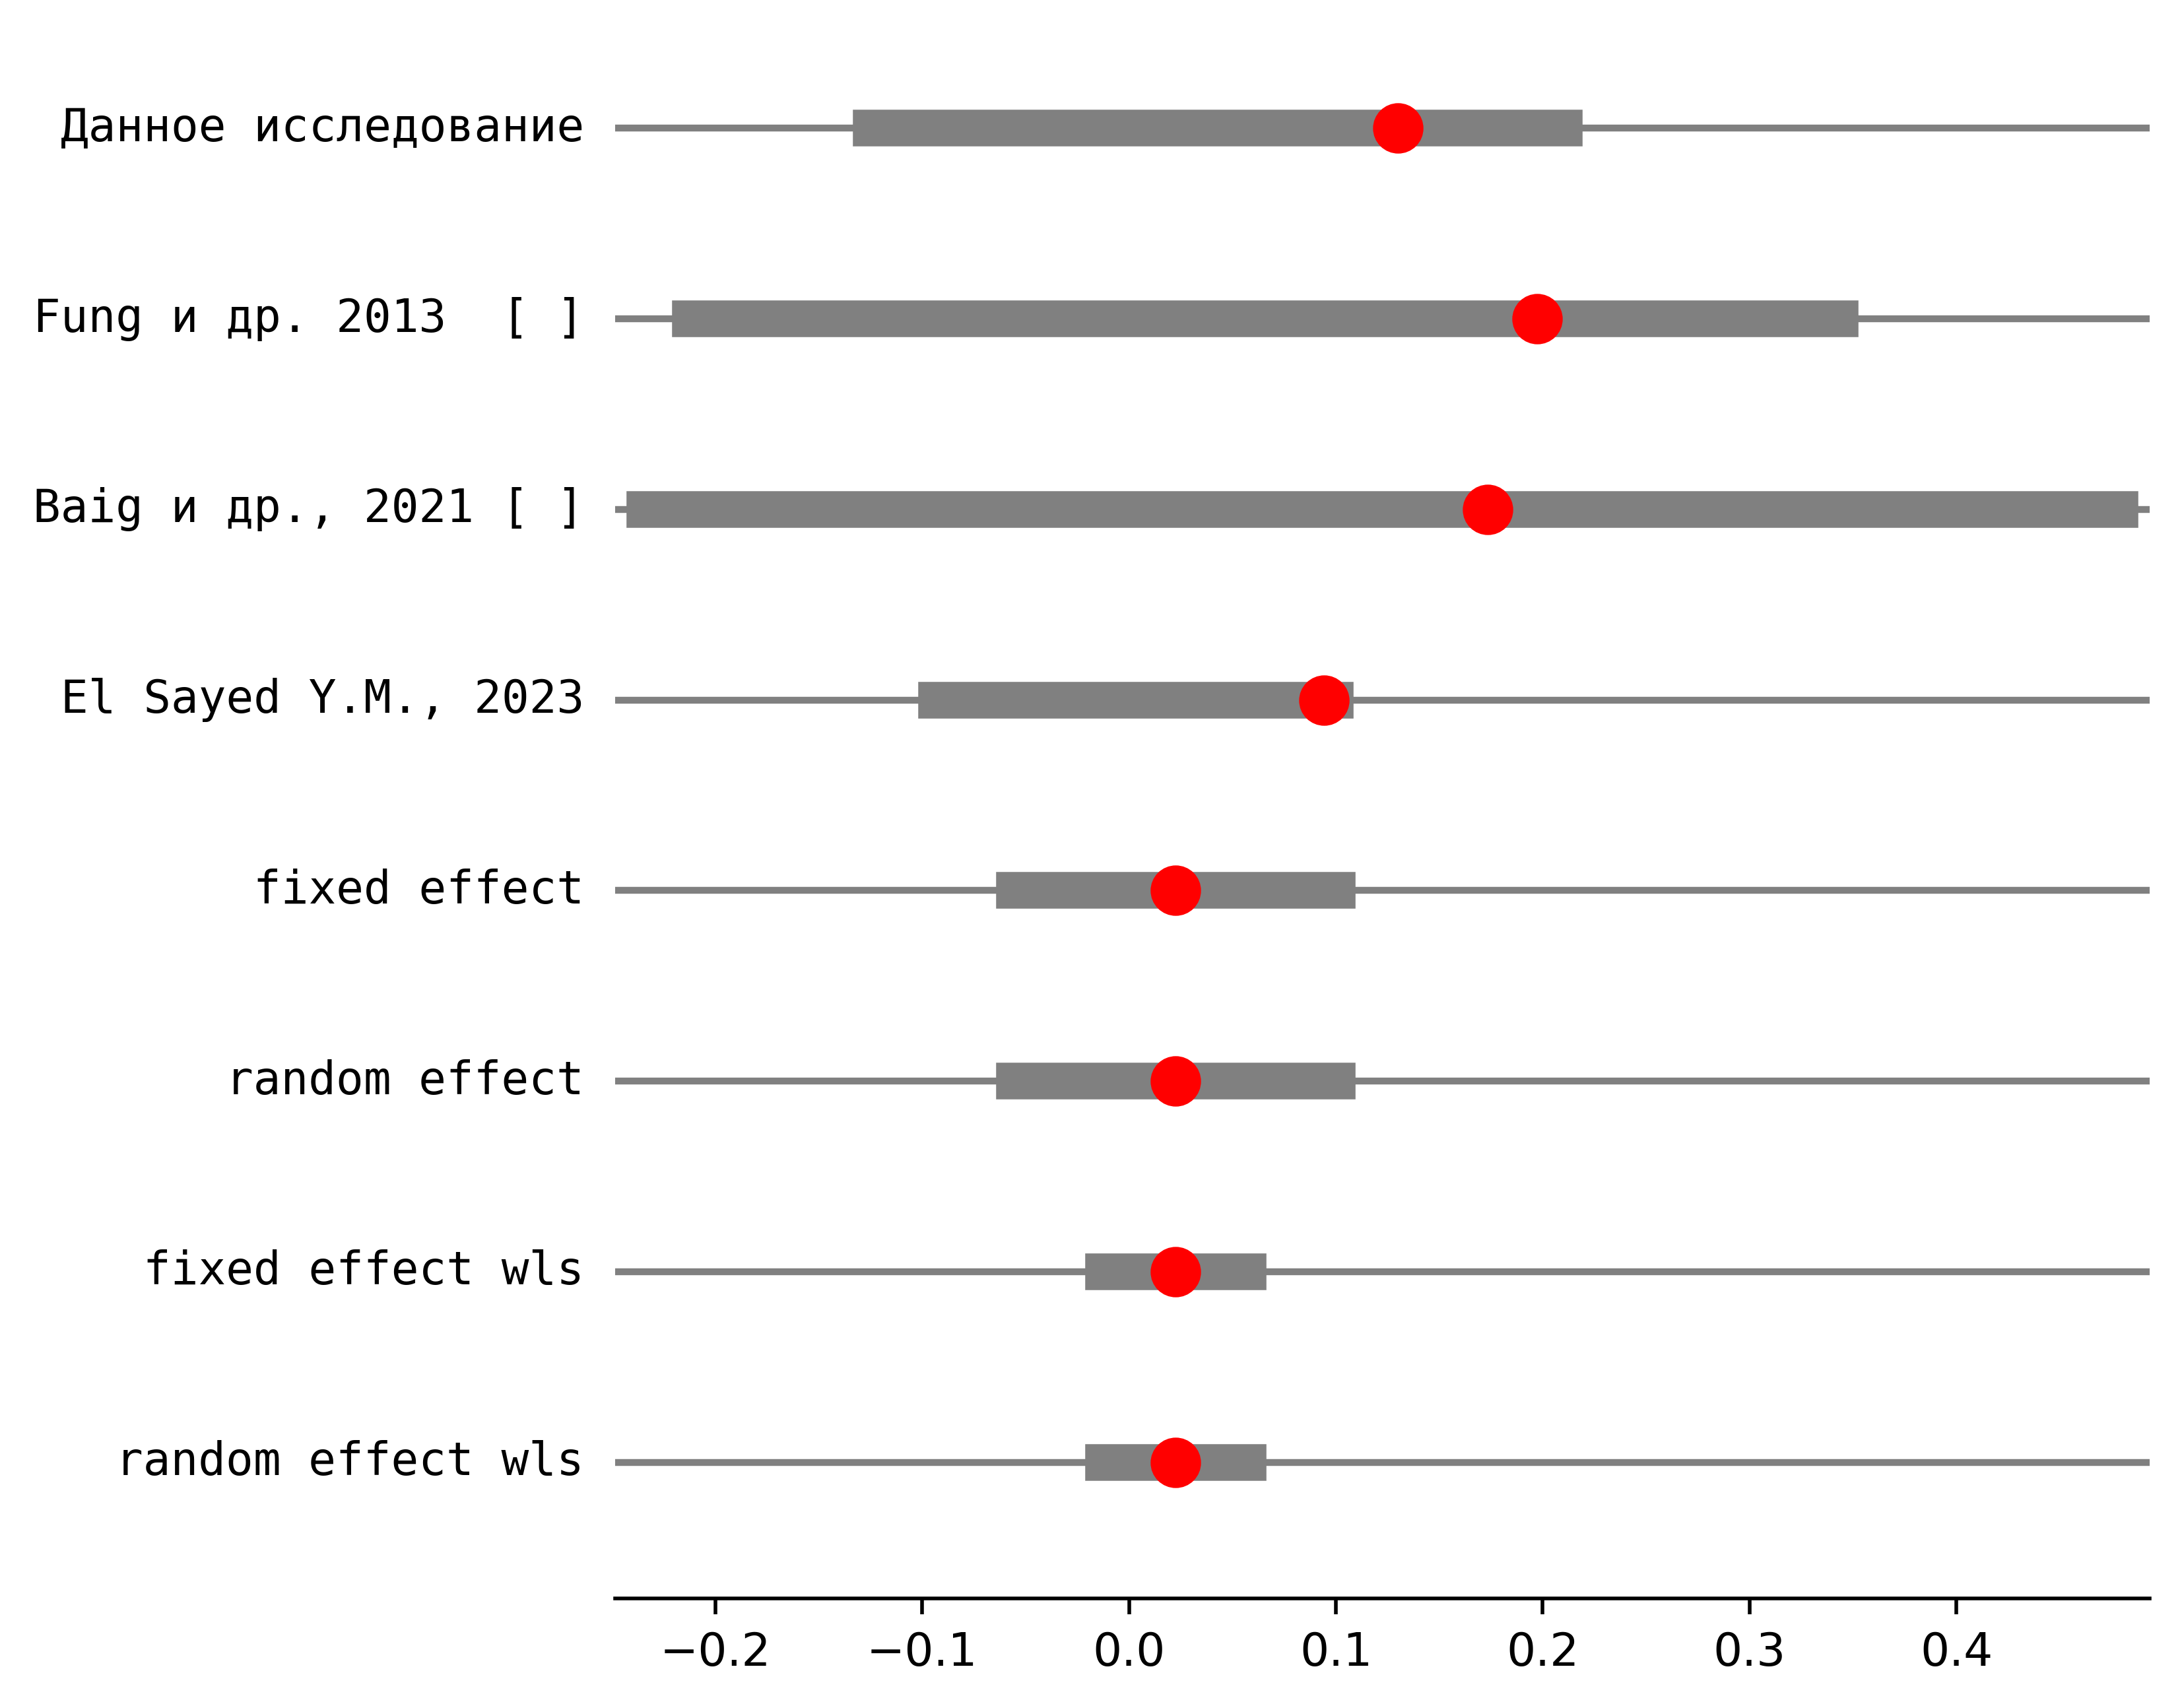 Данное исследование
Fung и др. 2013  [ ]
Baig и др., 2021 [ ]
El Sayed Y.M., 2023
fixed effect
random effect
fixed effect wls
random effect wls
−0.2 −0.1 0.0 0.1 0.2 0.3 0.4